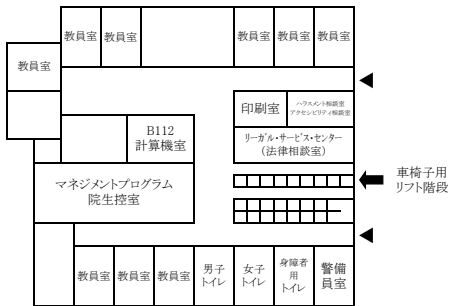 教員室 教員室 教員室 教員室 教員室
教員室
印刷室
ハラスメント相談室
アクセシビリティ相談室
B112
計算機室
リーガル・サービス・センター
(法律相談室)
車椅子用
リフト階段
マネジメントプログラム
院生控室
教員室 教員室 教員室
男子
トイレ
女子
トイレ
身障者
用
トイレ
警備
員室